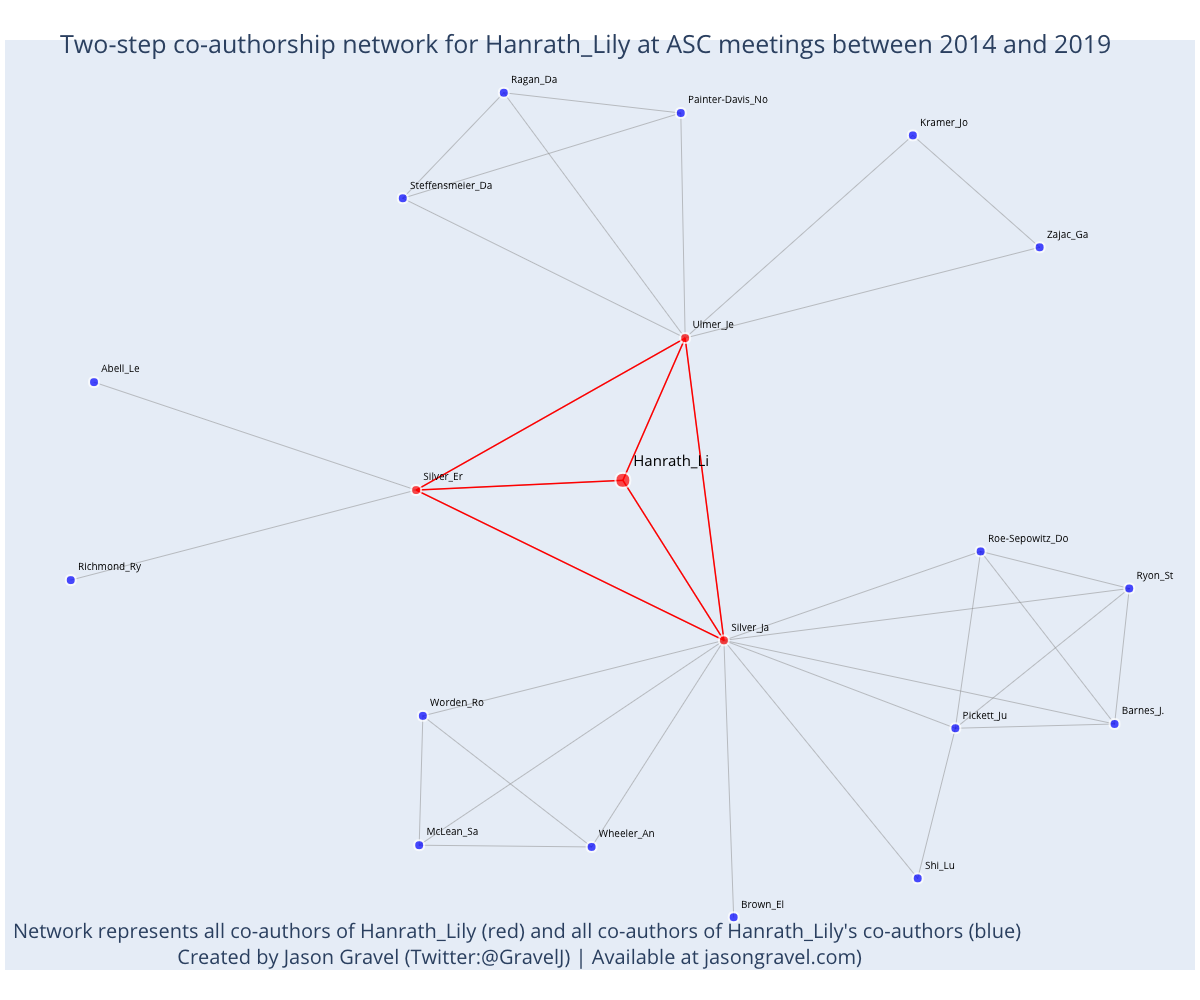 Two-step co-authorship network for Hanrath_Lily at ASC meetings between 2014 and 2019
Ragan_Da
Painter-Davis_No
Kramer_Jo
Steffensmeier_Da
Zajac_Ga
Ulmer_Je
Abell_Le
Hanrath_Li
Silver_Er
Roe-Sepowitz_Do
Richmond_Ry
Ryon_St
Silver_Ja
Worden_Ro
Pickett_Ju
Barnes_J.
McLean_Sa
Wheeler_An
Shi_Lu
Brown_El
Network represents all co-authors of Hanrath_Lily (red) and all co-authors of Hanrath_Lily's co-authors (blue)
Created by Jason Gravel (Twitter:@GravelJ) | Available at jasongravel.com)